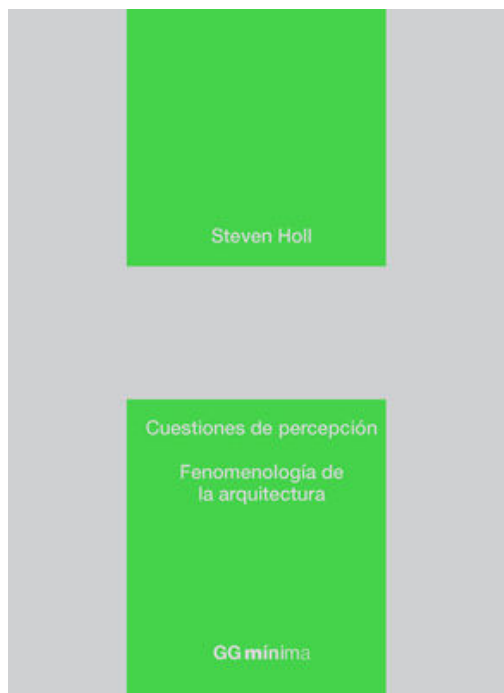 Steven Holl
Cuestiones de percepción
Fenomenología de
la arquitectura
GG mínima